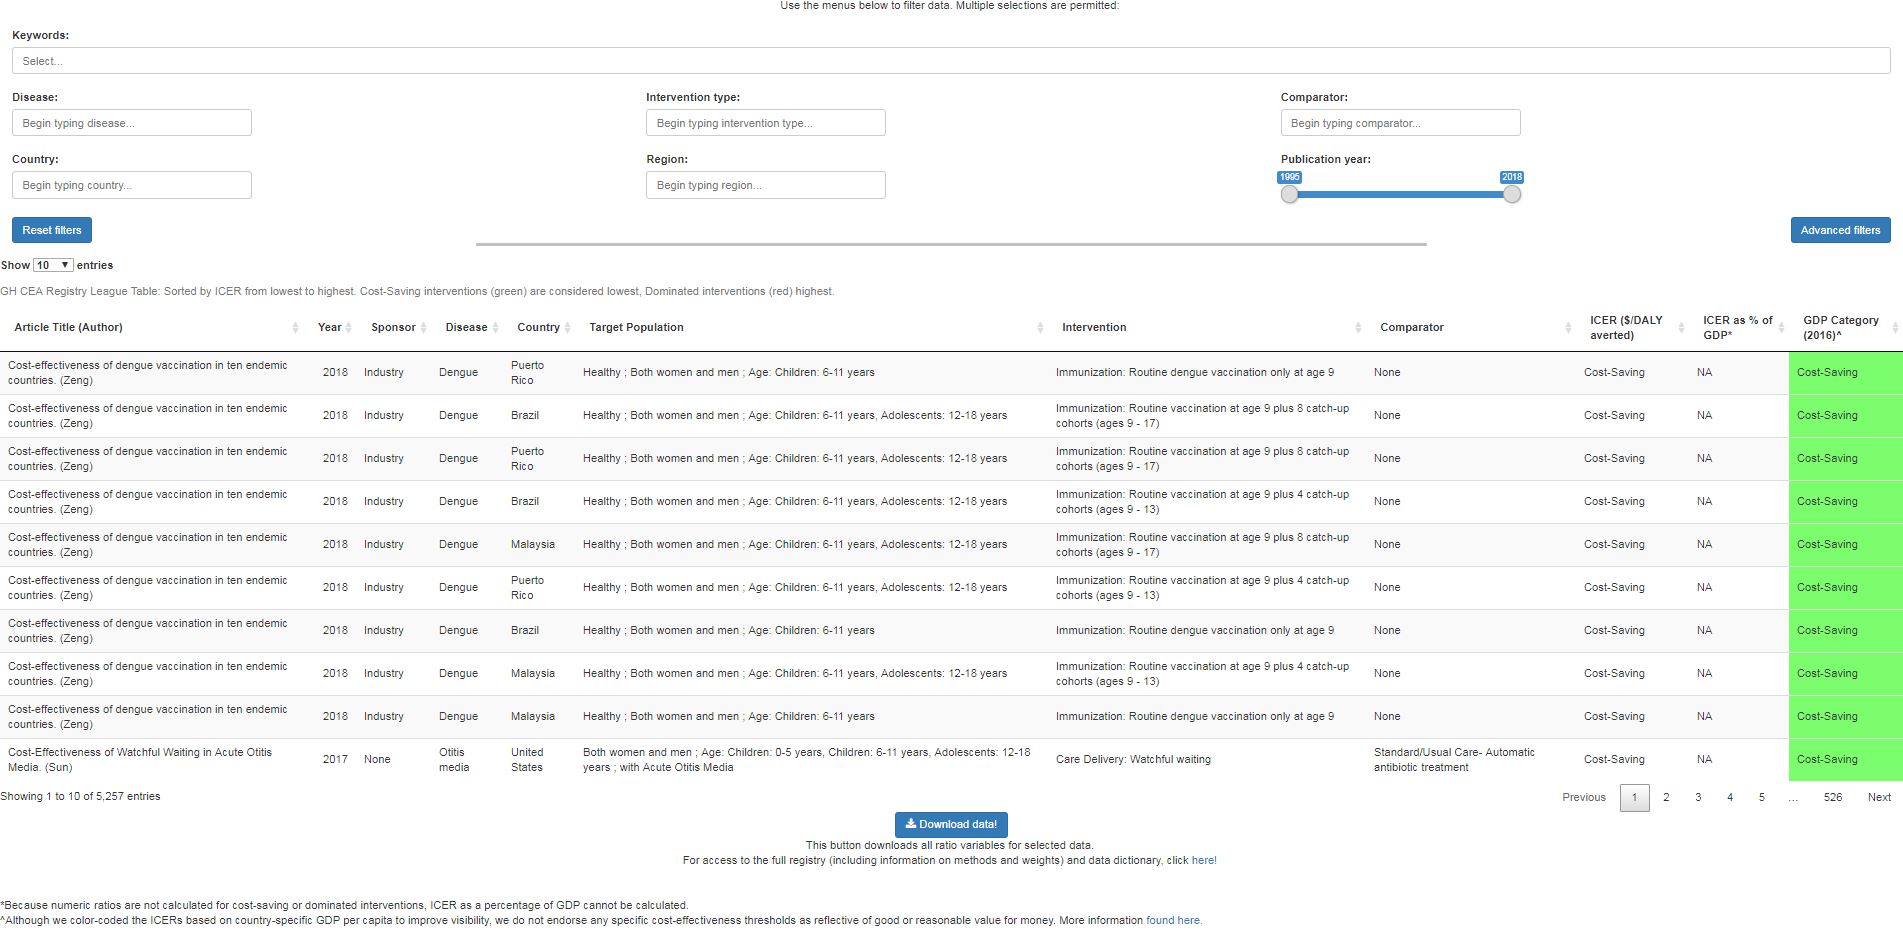 Use the menus below to filter data. Multiple selections are permitted:
Keywords:
Select...
Disease:
Intervention type:
Comparator:
Begin typing disease...
Begin typing intervention type...
Begin typing comparator...
Country:
Region:
Publication year:
Begin typing country...
Begin typing region...
1995
2018
Reset filters
Advanced filters
Show 10 entries
GH CEA Registry League Table: Sorted by ICER from lowest to highest. Cost-Saving interventions (green) are considered lowest, Dominated interventions (red) highest.
Article Title (Author) Year Sponsor Disease Country Target Population Intervention Comparator ICER ($/DALY averted) ICER as % of GDP* GDP Category (2016)^
Cost-effectiveness of dengue vaccination in ten endemic countries. (Zeng) 2018 Industry Dengue Puerto Rico Healthy ; Both women and men ; Age: Children: 6-11 years Immunization: Routine dengue vaccination only at age 9 None Cost-Saving NA Cost-Saving
Cost-effectiveness of dengue vaccination in ten endemic countries. (Zeng) 2018 Industry Dengue Brazil Healthy ; Both women and men ; Age: Children: 6-11 years, Adolescents: 12-18 years Immunization: Routine vaccination at age 9 plus 8 catch-up cohorts (ages 9 - 17) None Cost-Saving NA Cost-Saving
Cost-effectiveness of dengue vaccination in ten endemic countries. (Zeng) 2018 Industry Dengue Puerto Rico Healthy ; Both women and men ; Age: Children: 6-11 years, Adolescents: 12-18 years Immunization: Routine vaccination at age 9 plus 8 catch-up cohorts (ages 9 - 17) None Cost-Saving NA Cost-Saving
Cost-effectiveness of dengue vaccination in ten endemic countries. (Zeng) 2018 Industry Dengue Brazil Healthy ; Both women and men ; Age: Children: 6-11 years, Adolescents: 12-18 years Immunization: Routine vaccination at age 9 plus 4 catch-up cohorts (ages 9 - 13) None Cost-Saving NA Cost-Saving
Cost-effectiveness of dengue vaccination in ten endemic countries. (Zeng) 2018 Industry Dengue Malaysia Healthy ; Both women and men ; Age: Children: 6-11 years, Adolescents: 12-18 years Immunization: Routine vaccination at age 9 plus 8 catch-up cohorts (ages 9 - 17) None Cost-Saving NA Cost-Saving
Cost-effectiveness of dengue vaccination in ten endemic countries. (Zeng) 2018 Industry Dengue Puerto Rico Healthy ; Both women and men ; Age: Children: 6-11 years, Adolescents: 12-18 years Immunization: Routine vaccination at age 9 plus 4 catch-up cohorts (ages 9 - 13) None Cost-Saving NA Cost-Saving
Cost-effectiveness of dengue vaccination in ten endemic countries. (Zeng) 2018 Industry Dengue Brazil Healthy ; Both women and men ; Age: Children: 6-11 years Immunization: Routine dengue vaccination only at age 9 None Cost-Saving NA Cost-Saving
Cost-effectiveness of dengue vaccination in ten endemic countries. (Zeng) 2018 Industry Dengue Malaysia Healthy ; Both women and men ; Age: Children: 6-11 years, Adolescents: 12-18 years Immunization: Routine vaccination at age 9 plus 4 catch-up cohorts (ages 9 - 13) None Cost-Saving NA Cost-Saving
Cost-effectiveness of dengue vaccination in ten endemic countries. (Zeng) 2018 Industry Dengue Malaysia Healthy ; Both women and men ; Age: Children: 6-11 years Immunization: Routine dengue vaccination only at age 9 None Cost-Saving NA Cost-Saving
Cost-Effectiveness of Watchful Waiting in Acute Otitis Media. (Sun) 2017 None Otitis media United States Both women and men ; Age: Children: 0-5 years, Children: 6-11 years, Adolescents: 12-18 years ; with Acute Otitis Media Care Delivery: Watchful waiting Standard/Usual Care- Automatic antibiotic treatment Cost-Saving NA Cost-Saving
Showing 1 to 10 of 5,257 entries
Previous 1 2 3 4 5 … 526 Next
Download data!
This button downloads all ratio variables for selected data.
For access to the full registry (including information on methods and weights) and data dictionary, click here!
*Because numeric ratios are not calculated for cost-saving or dominated interventions, ICER as a percentage of GDP cannot be calculated.
^Although we color-coded the ICERs based on country-specific GDP per capita to improve visibility, we do not endorse any specific cost-effectiveness thresholds as reflective of good or reasonable value for money. More information found here.